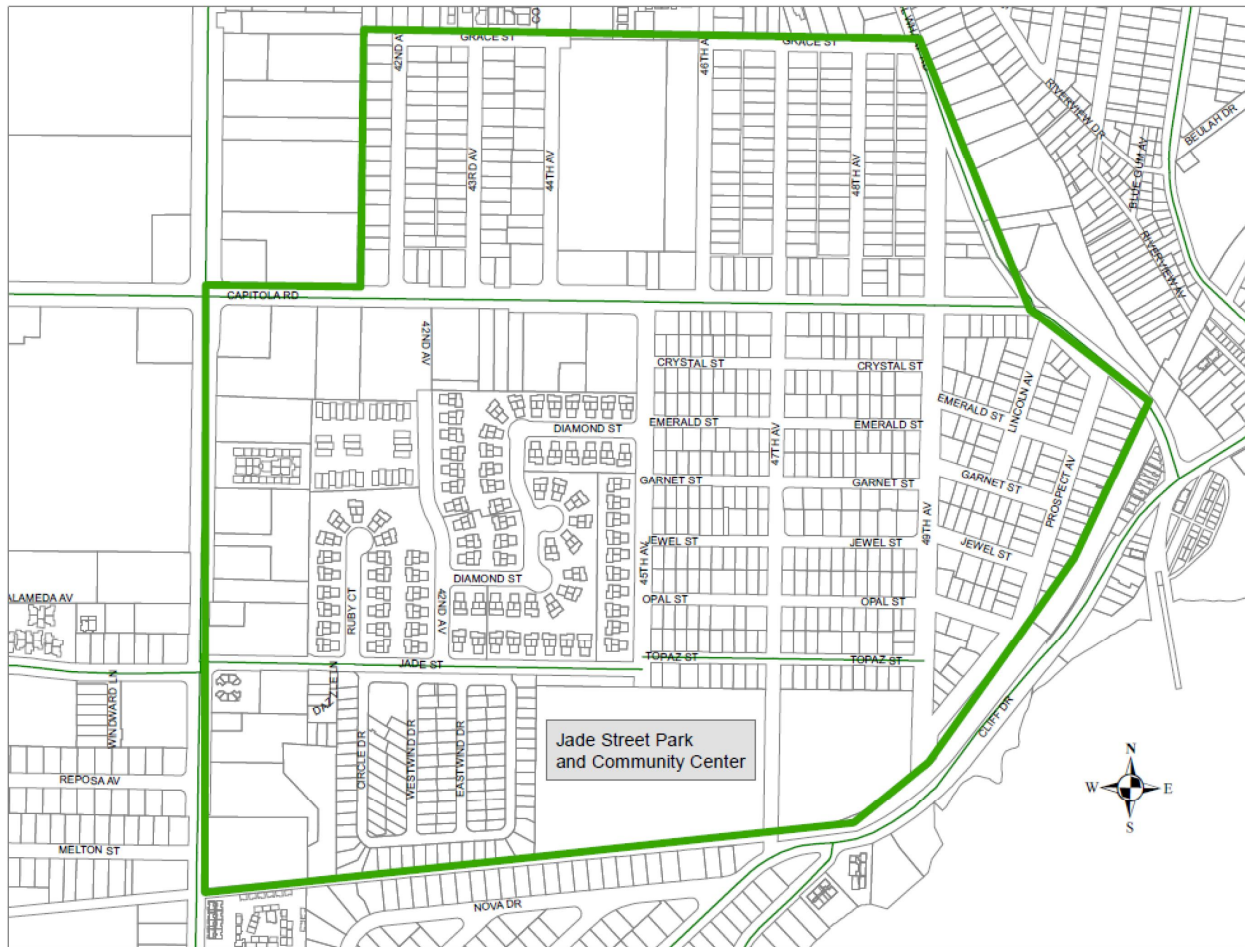 GRACE ST
GRACE ST
42ND AV
46TH AV
43RD AV
44TH AV
48TH AV
RIVERVIEW DR
BEULAH DR
BLUE GUM AV
RIVERVIEW AV
CAPITOLA RD
42ND AV
CRYSTAL ST
CRYSTAL ST
LINCOLN AV
EMERALD ST
EMERALD ST
EMERALD ST
DIAMOND ST
47TH AV
GARNET ST
GARNET ST
GARNET ST
PROSPECT AV
49TH AV
JEWEL ST
JEWEL ST
JEWEL ST
45TH AV
DIAMOND ST
ALAMEDA AV
RUBY CT
42ND AV
OPAL ST
OPAL ST
JADE ST
TOPAZ ST
TOPAZ ST
WINDWARD LN
DAZZLE LN
CIRCLE DR
WESTWIND DR
EASTWIND DR
Jade Street Park
and Community Center
CLIFF DR
REPOSA AV
MELTON ST
NOVA DR
N
W
E
S